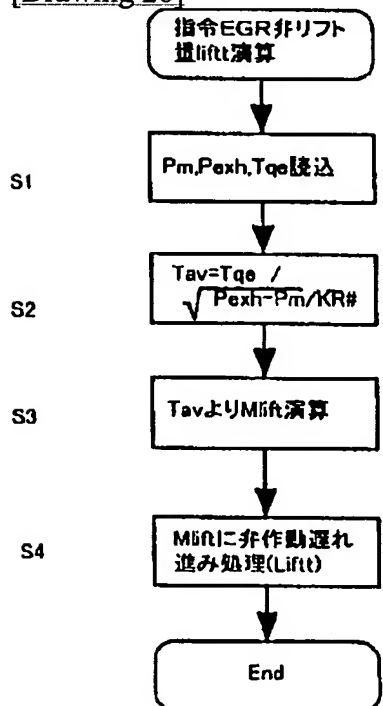 [Drawing 20]
指令EGR弁リフト
量liftt演算
S1
Pm,Pexh,Tqe読込
S2
Tav=Tqe /
√Pexh-Pm/KR#
S3
TavよりMlift演算
S4
Mliftに弁作動遅れ
進み処理(Liftt)
End